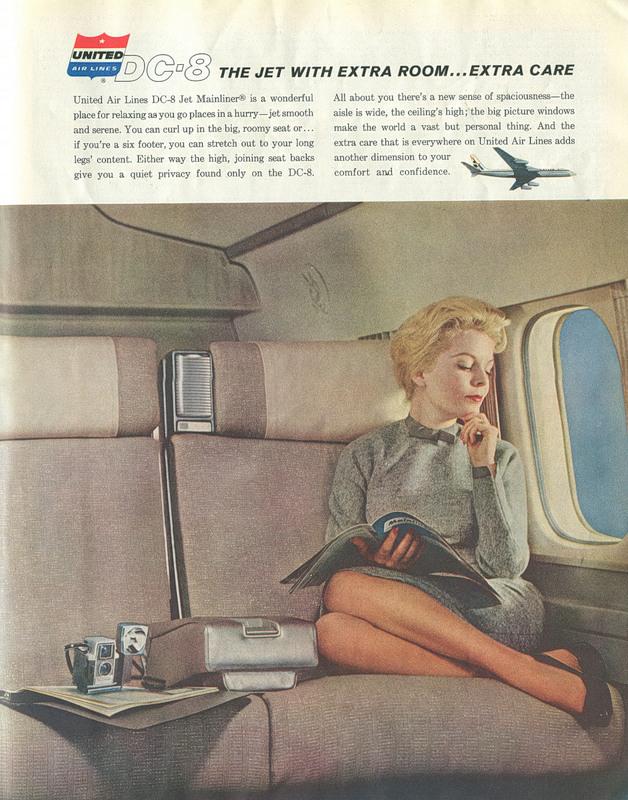 UNITED
AIR LINES
®
DC-8 THE JET WITH EXTRA ROOM...EXTRA CARE
United Air Lines DC-8 Jet Mainliner® is a wonderful
place for relaxing as you go places in a hurry—jet smooth
and serene. You can curl up in the big, roomy seat or...
if you're a six footer, you can stretch out to your long
legs' content. Either way the high, joining seat backs
give you a quiet privacy found only on the DC-8.
All about you there's a new sense of spaciousness—the
aisle is wide, the ceiling's high; the big picture windows
make the world a vast but personal thing. And the
extra care that is everywhere on United Air Lines adds
another dimension to your
comfort and confidence.